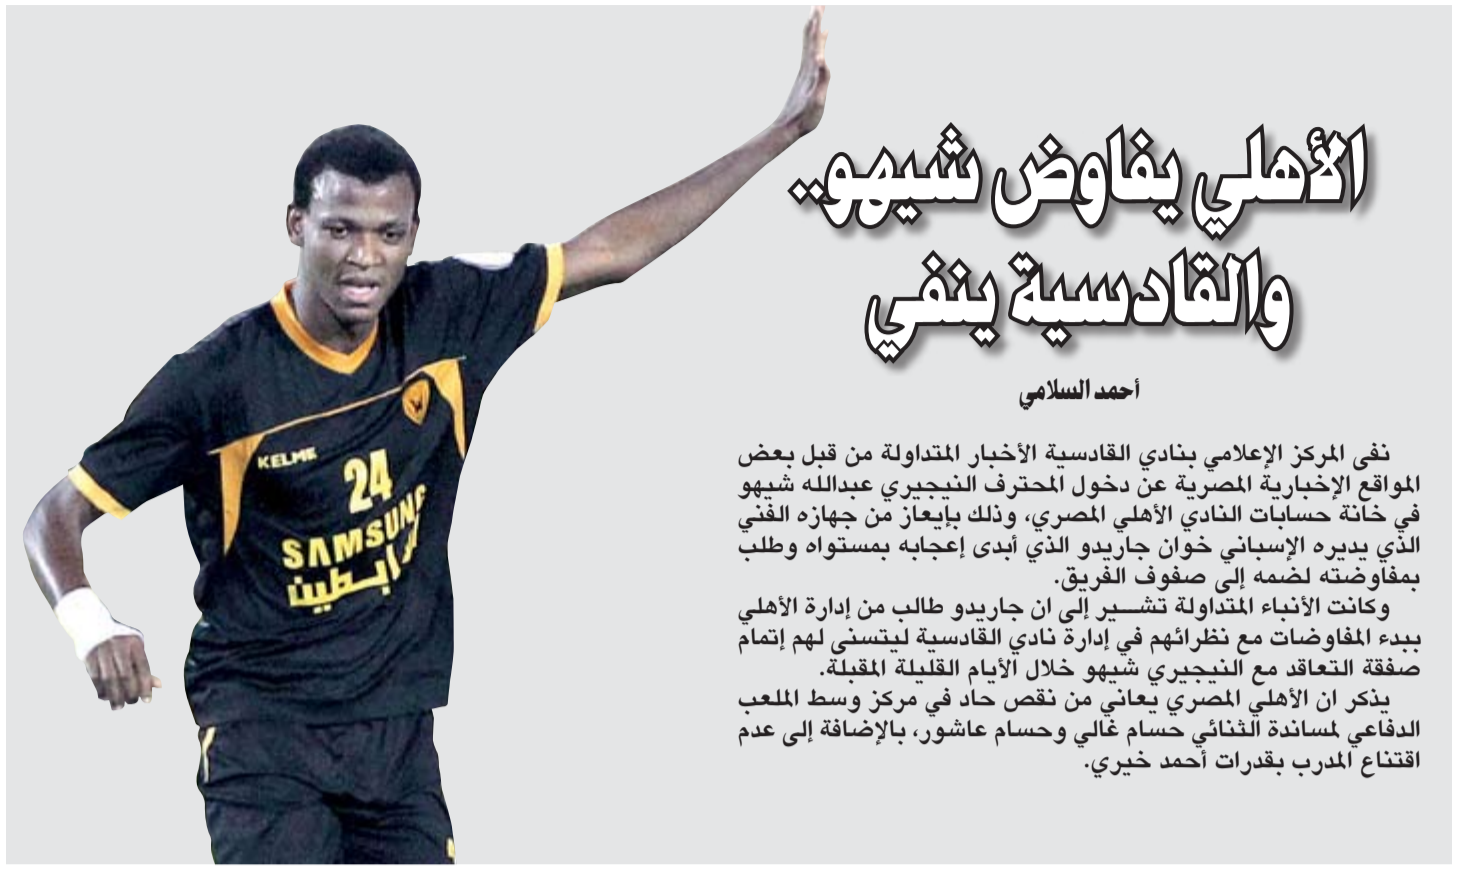 الأهلي يفاوض شيهو..
والقادسية ينفي
أحمد السلامي
نفى المركز الإعلامي بنادي القادسية الأخبار المتداولة من قبل بعض
المواقع الإخبارية المصرية عن دخول المحترف النيجيري عبدالله شيهو
في خانة حسابات النادي الأهلي المصري، وذلك بإيعاز من جهازه الفني
الذي يديره الإسباني خوان جاريدو الذي أبدى إعجابه بمستواه وطلب
بمفاوضته لضمه إلى صفوف الفريق.
وكانت الأنباء المتداولة تشير إلى ان جاريدو طالب من إدارة الأهلي
ببدء المفاوضات مع نظرائهم في إدارة نادي القادسية ليتسنى لهم إتمام
صفقة التعاقد مع النيجيري شيهو خلال الأيام القليلة المقبلة.
يذكر ان الأهلي المصري يعاني من نقص حاد في مركز وسط الملعب
الدفاعي لمساندة الثنائي حسام غالي وحسام عاشور، بالإضافة إلى عدم
اقتناع المدرب بقدرات أحمد خيري.
KELME
24
SAMSUNG